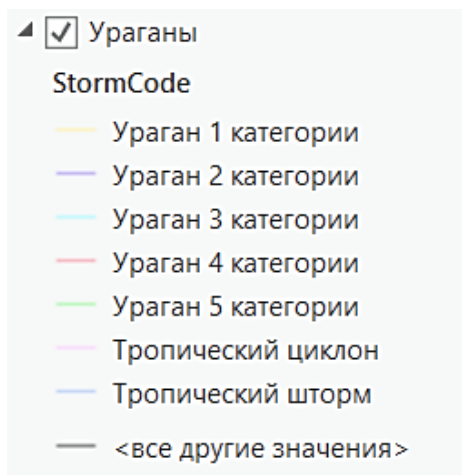 Ураганы
StormCode
Ураган 1 категории
Ураган 2 категории
Ураган 3 категории
Ураган 4 категории
Ураган 5 категории
Тропический циклон
Тропический шторм
<все другие значения>